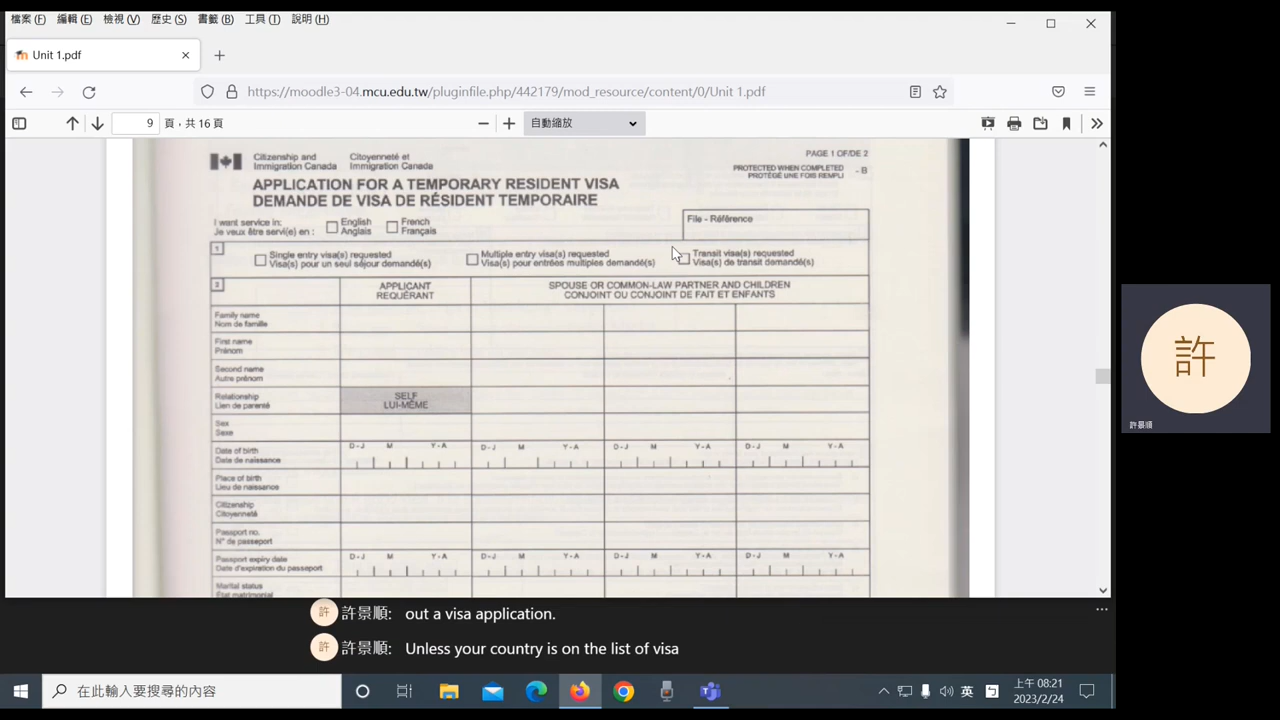 檔案 (F) 編輯 (E) 檢視 (V) 歷史 (S) 書籤 (B) 工具 (T) 說明 (H)
Unit 1.pdf
https://moodle3-04.mcu.edu.tw/pluginfile.php/442179/mod_resource/content/0/Unit 1.pdf
9 頁，共 16 頁
自動縮放
Citizenship and Citoyenneté et
Immigration Canada Immigration Canada
PAGE 1 OF/DE 2
PROTECTED WHEN COMPLETED - B
PROTÉGÉ UNE FOIS REMPLI
APPLICATION FOR A TEMPORARY RESIDENT VISA
DEMANDE DE VISA DE RÉSIDENT TEMPORAIRE
I want service in: English French
Je veux être servi(e) en : Anglais Français
File - Référence
1
Single entry visa(s) requested Multiple entry visa(s) requested Transit visa(s) requested
Visa(s) pour un seul séjour demandé(s) Visa(s) pour entrées multiples demandé(s) Visa(s) de transit demandé(s)
2
APPLICANT SPOUSE OR COMMON-LAW PARTNER AND CHILDREN
REQUÉRANT CONJOINT OU CONJOINT DE FAIT ET ENFANTS
Family name
Nom de famille
First name
Prénom
Second name
Autre prénom
Relationship SELF
Lien de parenté LUI-MÊME
Sex
Sexe
Date of birth D - J M Y - A D - J M Y - A D - J M Y - A D - J M Y - A
Date de naissance
Place of birth
Lieu de naissance
Citizenship
Citoyenneté
Passport no.
N° de passeport
Passport expiry date D - J M Y - A D - J M Y - A D - J M Y - A D - J M Y - A
Date d'expiration du passeport
Marital status
État matrimonial
許
許景順
許 許景順: out a visa application.
許 許景順: Unless your country is on the list of visa
在此輸入要搜尋的文字
英
上午 08:21
2023/2/24